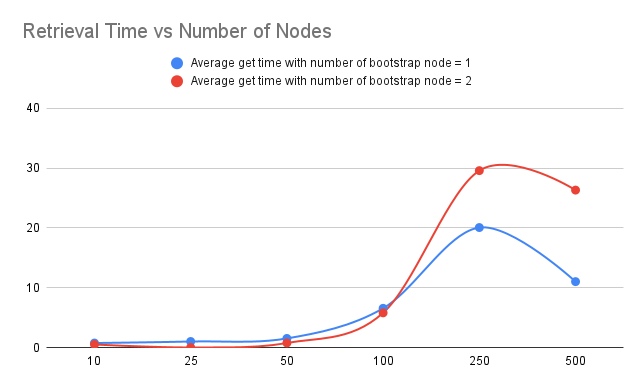 Retrieval Time vs Number of Nodes
Average get time with number of bootstrap node = 1
Average get time with number of bootstrap node = 2
40
30
20
10
0
10 25 50 100 250 500